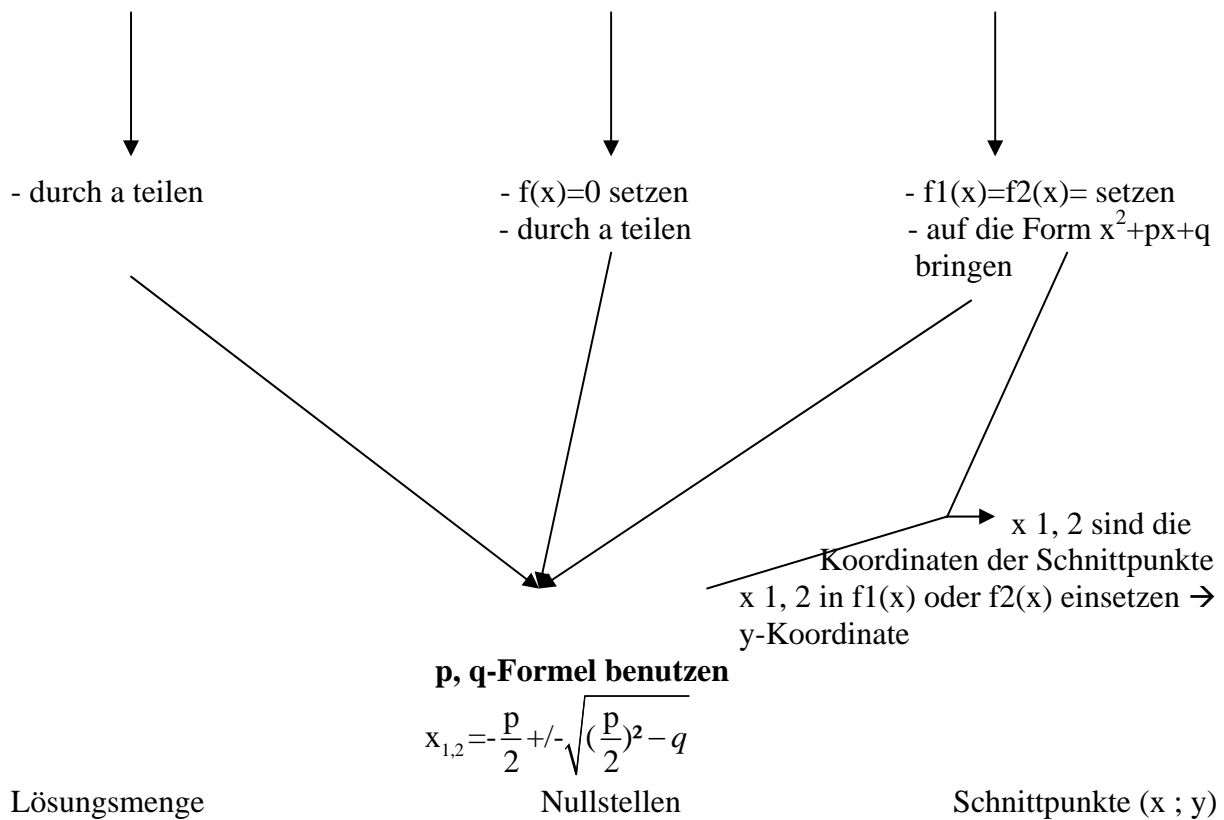 - durch a teilen
- f(x)=0 setzen
- durch a teilen
- f1(x)=f2(x)= setzen
- auf die Form x²+px+q
bringen
x 1, 2 sind die
Koordinaten der Schnittpunkte
x 1, 2 in f1(x) oder f2(x) einsetzen →
y-Koordinate
p, q-Formel benutzen
x₁,₂=-p/2+/-√((p/2)²−q)
Lösungsmenge
Nullstellen
Schnittpunkte (x ; y)